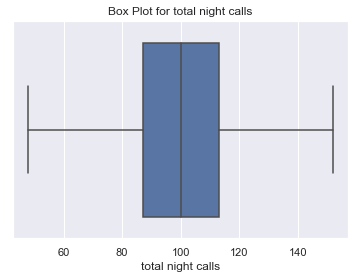 Box Plot for total night calls
60 80 100 120 140
total night calls